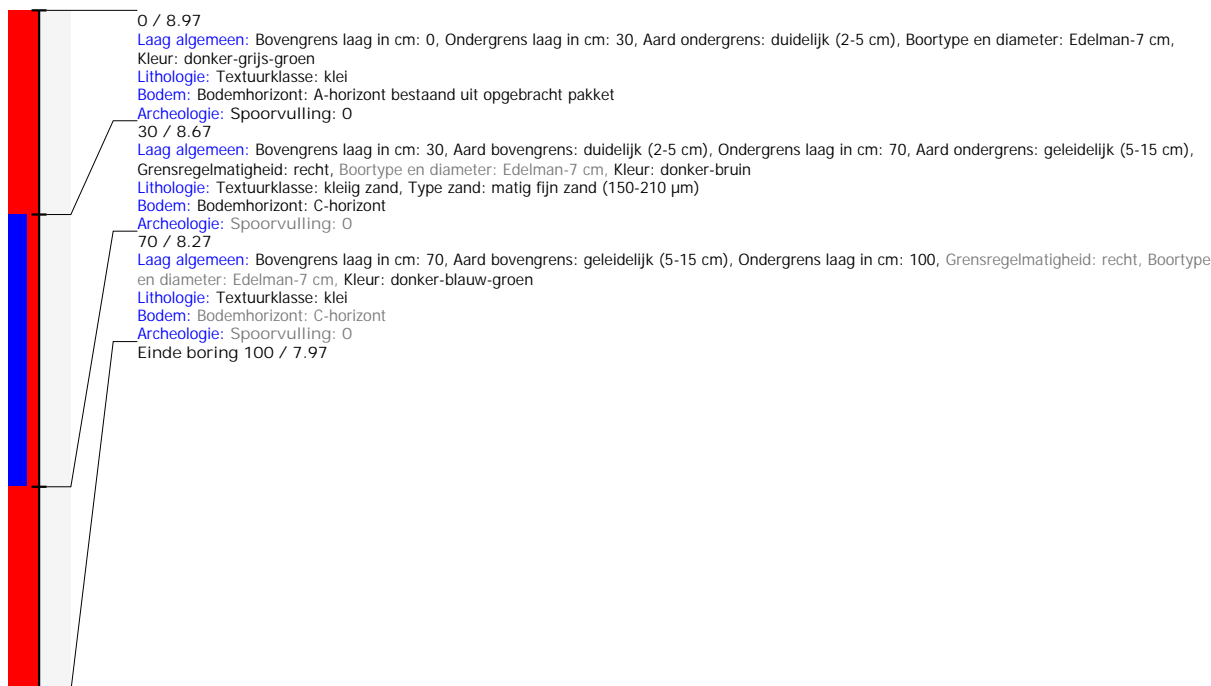 0 / 8.97
Laag algemeen: Bovengrens laag in cm: 0, Ondergrens laag in cm: 30, Aard ondergrens: duidelijk (2-5 cm), Boortype en diameter: Edelman-7 cm,
Kleur: donker-grijs-groen
Lithologie: Textuurklasse: klei
Bodem: Bodemhorizont: A-horizont bestaand uit opgebracht pakket
Archeologie: Spoorvulling: 0
30 / 8.67
Laag algemeen: Bovengrens laag in cm: 30, Aard bovengrens: duidelijk (2-5 cm), Ondergrens laag in cm: 70, Aard ondergrens: geleidelijk (5-15 cm),
Grensregelmatigheid: recht, Boortype en diameter: Edelman-7 cm, Kleur: donker-bruin
Lithologie: Textuurklasse: kleiig zand, Type zand: matig fijn zand (150-210 µm)
Bodem: Bodemhorizont: C-horizont
Archeologie: Spoorvulling: 0
70 / 8.27
Laag algemeen: Bovengrens laag in cm: 70, Aard bovengrens: geleidelijk (5-15 cm), Ondergrens laag in cm: 100, Grensregelmatigheid: recht, Boortype
en diameter: Edelman-7 cm, Kleur: donker-blauw-groen
Lithologie: Textuurklasse: klei
Bodem: Bodemhorizont: C-horizont
Archeologie: Spoorvulling: 0
Einde boring 100 / 7.97